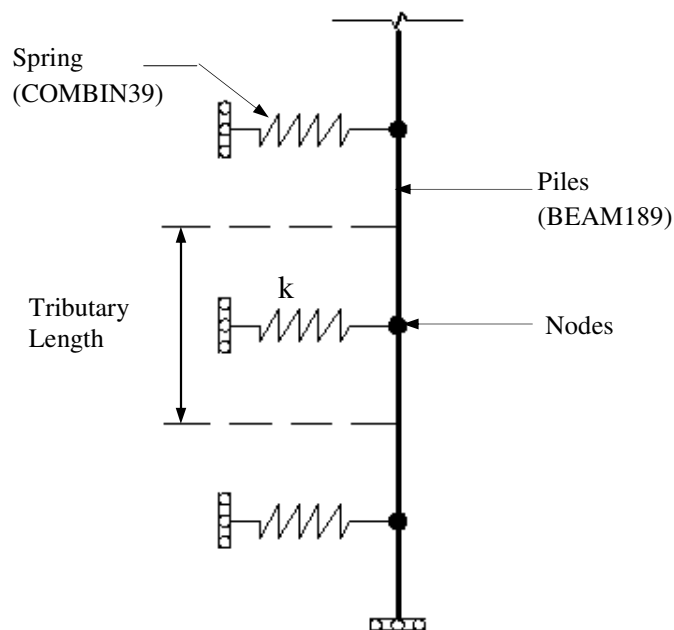 Spring
(COMBIN39)
Piles
(BEAM189)
k
Tributary
Length
Nodes